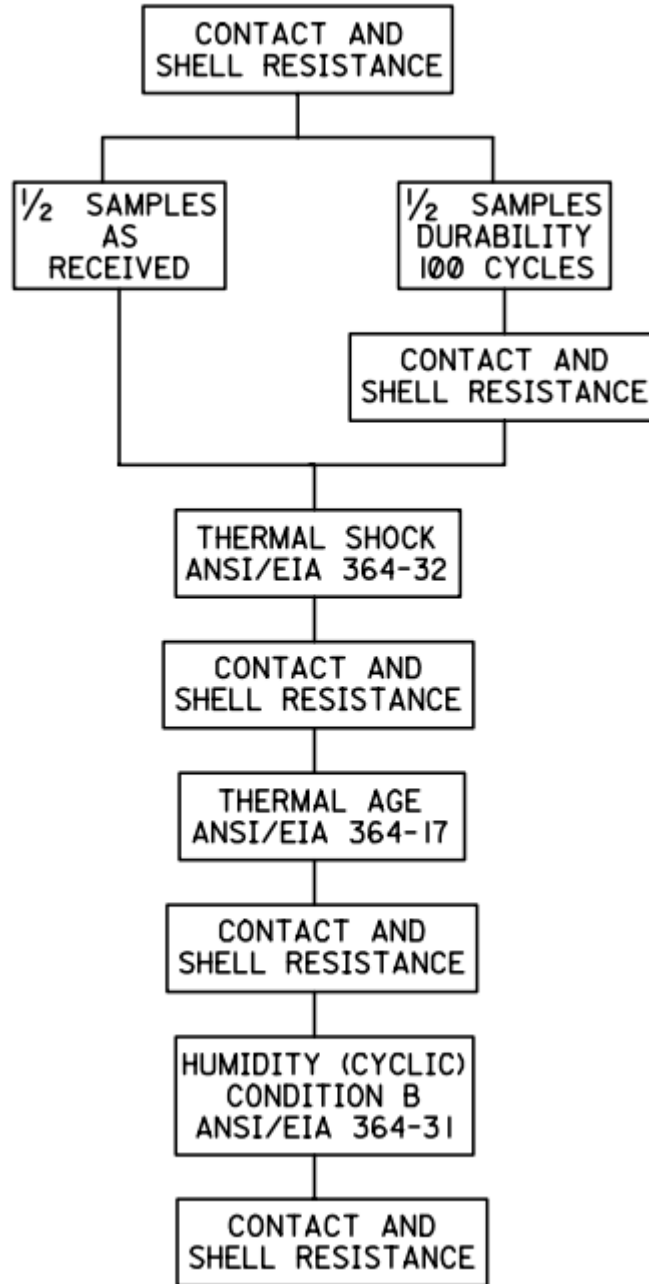 CONTACT AND
SHELL RESISTANCE
1/2 SAMPLES
AS
RECEIVED
1/2 SAMPLES
DURABILITY
100 CYCLES
CONTACT AND
SHELL RESISTANCE
THERMAL SHOCK
ANSI/EIA 364-32
CONTACT AND
SHELL RESISTANCE
THERMAL AGE
ANSI/EIA 364-17
CONTACT AND
SHELL RESISTANCE
HUMIDITY (CYCLIC)
CONDITION B
ANSI/EIA 364-31
CONTACT AND
SHELL RESISTANCE